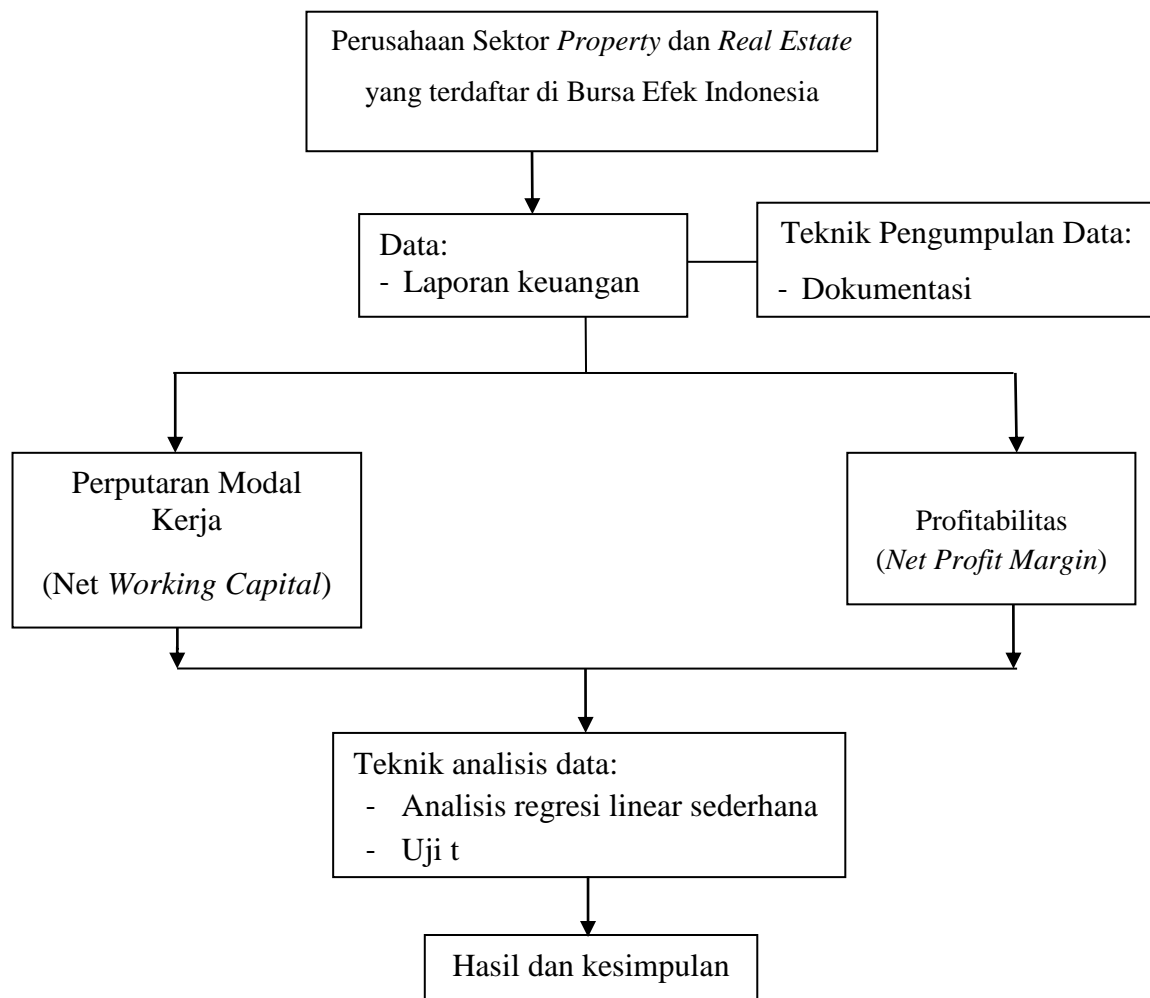 Perusahaan Sektor Property dan Real Estate
yang terdaftar di Bursa Efek Indonesia
Data:
- Laporan keuangan
Teknik Pengumpulan Data:
- Dokumentasi
Perputaran Modal
Kerja
(Net Working Capital)
Profitabilitas
(Net Profit Margin)
Teknik analisis data:
- Analisis regresi linear sederhana
- Uji t
Hasil dan kesimpulan